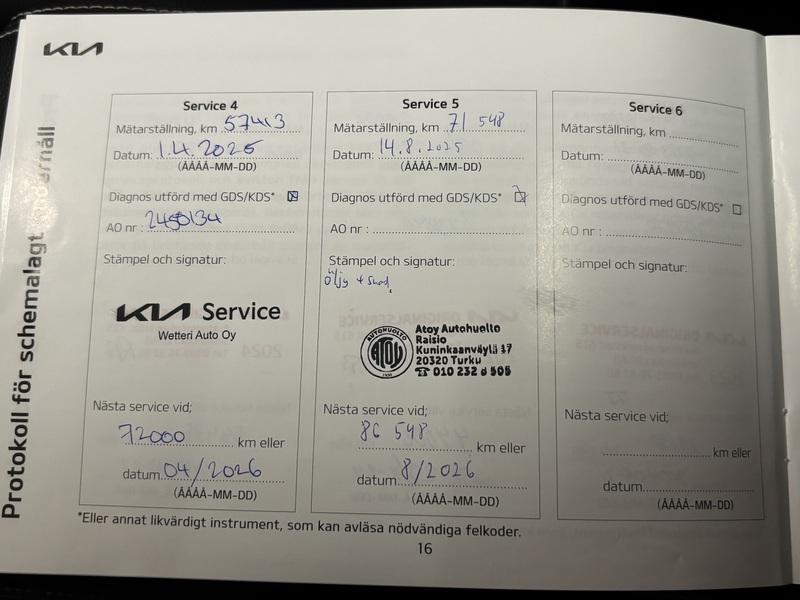 KIA
Protokoll för schemalagt underhåll
Service 4
Mätarställning, km 57413
Datum: 1.4.2025
(ÅÅÅÅ-MM-DD)
Diagnos utförd med GDS/KDS*
AO nr :
Stämpel och signatur:
KIA Service
Wetteri Auto Oy
Nästa service vid;
72000 km eller
datum 04/2026
(ÅÅÅÅ-MM-DD)
Service 5
Mätarställning, km 71 548
Datum: 14.8.2025
(ÅÅÅÅ-MM-DD)
Diagnos utförd med GDS/KDS*
AO nr :
Stämpel och signatur:
öljy + suod.
AUTOHUOLTO
ATOY
Atoy Autohuolto
Raisio
Kuninkaanväylä 37
20320 Turku
☎ 010 232 505
Nästa service vid;
86 548
km eller
datum 8/2026
(ÅÅÅÅ-MM-DD)
Service 6
Mätarställning, km
Datum:
(ÅÅÅÅ-MM-DD)
Diagnos utförd med GDS/KDS*
AO nr :
Stämpel och signatur:
Nästa service vid;
km eller
datum
(ÅÅÅÅ-MM-DD)
*Eller annat likvärdigt instrument, som kan avläsa nödvändiga felkoder.
16